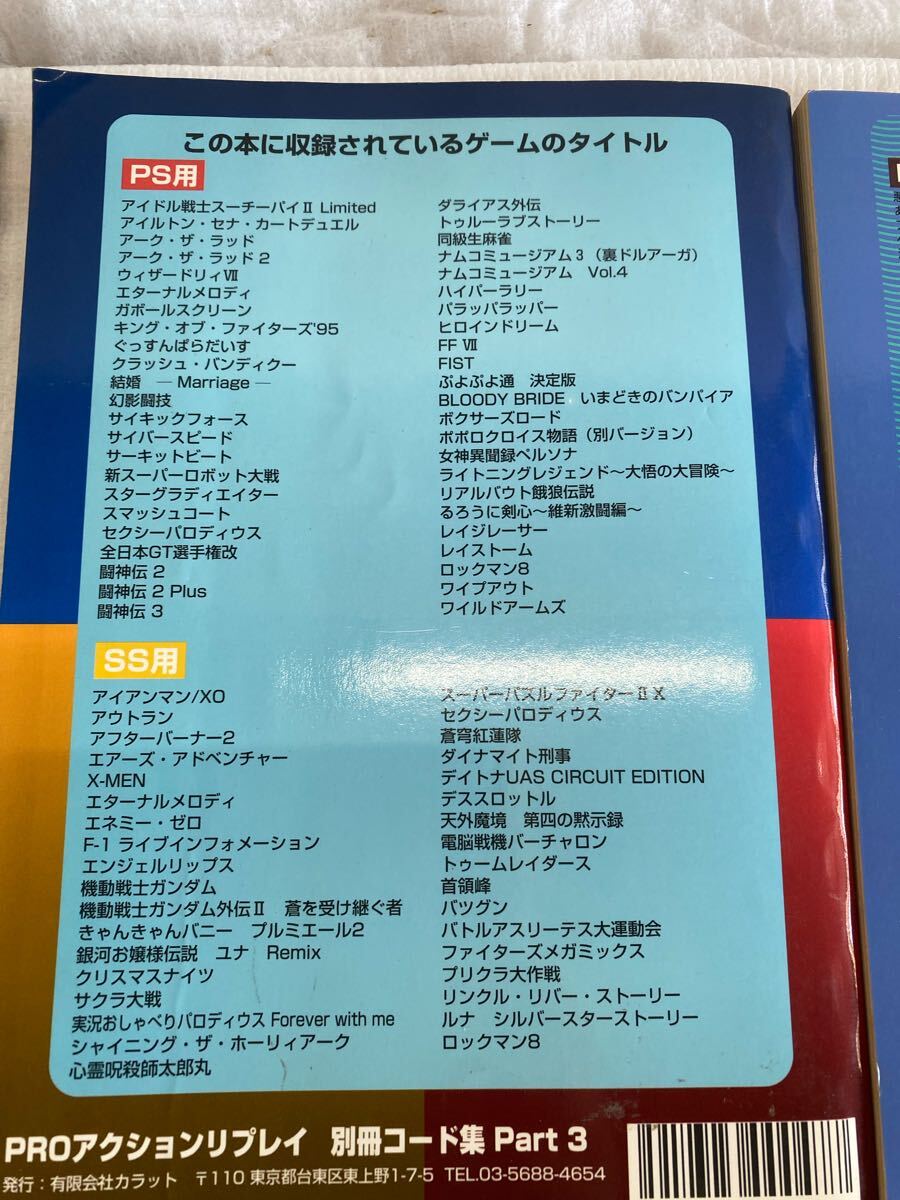 この本に収録されているゲームのタイトル
PS用
アイドル戦士スーチーパイⅡ Limited
アイルトン・セナ・カートデュエル
アーク・ザ・ラッド
アーク・ザ・ラッド 2
ウィザードリィⅦ
エターナルメロディ
ガボールスクリーン
キング・オブ・ファイターズ'95
ぐっすんぱらだいす
クラッシュ・バンディクー
結婚 ― Marriage ―
幻影闘技
サイキックフォース
サイバースピード
サーキットビート
新スーパーロボット大戦
スターグラディエイター
スマッシュコート
セクシーパロディウス
全日本GT選手権改
闘神伝 2
闘神伝 2 Plus
闘神伝 3
ダライアス外伝
トゥルーラブストーリー
同級生麻雀
ナムコミュージアム 3 (裏ドルアーガ)
ナムコミュージアム Vol.4
ハイパーラリー
パラッパラッパー
ヒロインドリーム
FF Ⅶ
FIST
ぷよぷよ通 決定版
BLOODY BRIDE いまどきのバンパイア
ボクサーズロード
ポポロクロイス物語 (別バージョン)
女神異聞録ペルソナ
ライトニングレジェンド〜大悟の大冒険〜
リアルバウト餓狼伝説
るろうに剣心〜維新激闘編〜
レイジレーサー
レイストーム
ロックマン8
ワイプアウト
ワイルドアームズ
SS用
アイアンマン/XO
アウトラン
アフターバーナー2
エアーズ・アドベンチャー
X-MEN
エターナルメロディ
エネミー・ゼロ
F-1 ライブインフォメーション
エンジェルリップス
機動戦士ガンダム
機動戦士ガンダム外伝Ⅱ 蒼を受け継ぐ者
きゃんきゃんバニー プルミエール2
銀河お嬢様伝説 ユナ Remix
クリスマスナイツ
サクラ大戦
実況おしゃべりパロディウス Forever with me
シャイニング・ザ・ホーリィアーク
心霊呪殺師太郎丸
スーパーパズルファイターⅡX
セクシーパロディウス
蒼穹紅蓮隊
ダイナマイト刑事
デイトナUAS CIRCUIT EDITION
デススロットル
天外魔境 第四の黙示録
電脳戦機バーチャロン
トゥームレイダース
首領峰
バツグン
バトルアスリーテス大運動会
ファイターズメガミックス
プリクラ大作戦
リンクル・リバー・ストーリー
ルナ シルバースターストーリー
ロックマン8
PROアクションリプレイ 別冊コード集 Part 3
発行:有限会社カラット 〒110 東京都台東区東上野1-7-5 TEL.03-5688-4654